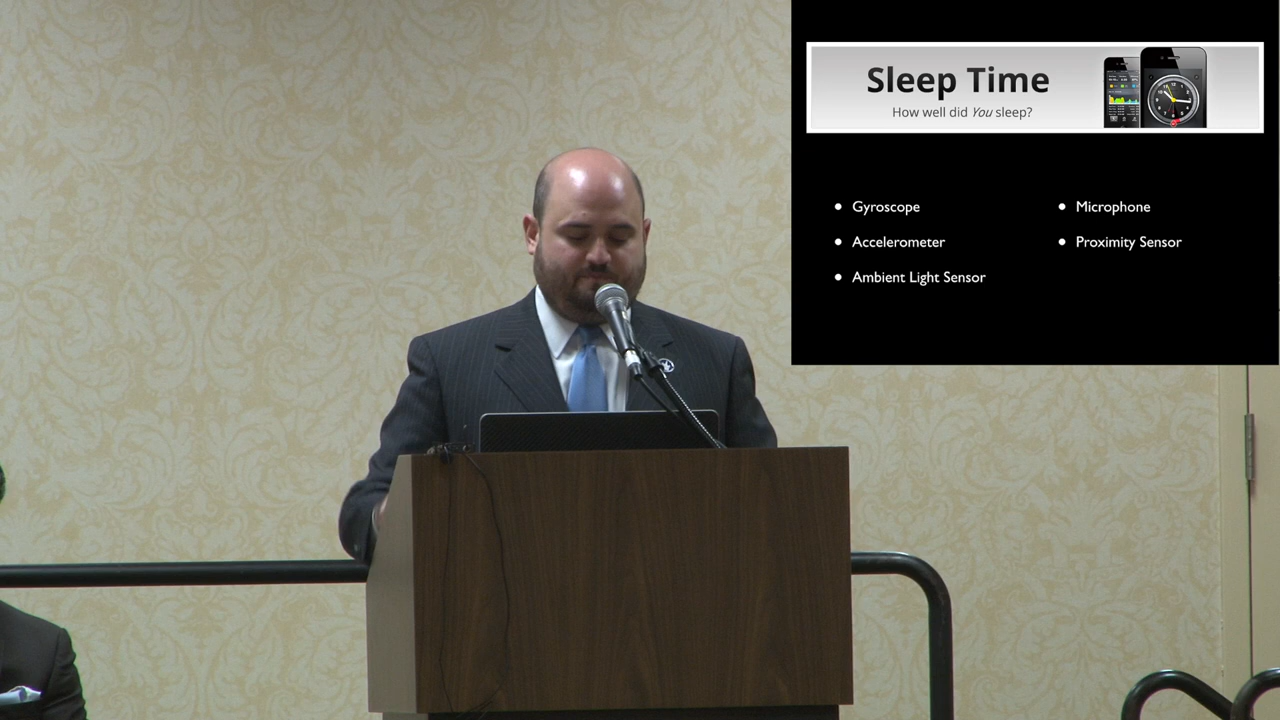 Sleep Time
How well did You sleep?
Gyroscope
Accelerometer
Ambient Light Sensor
Microphone
Proximity Sensor